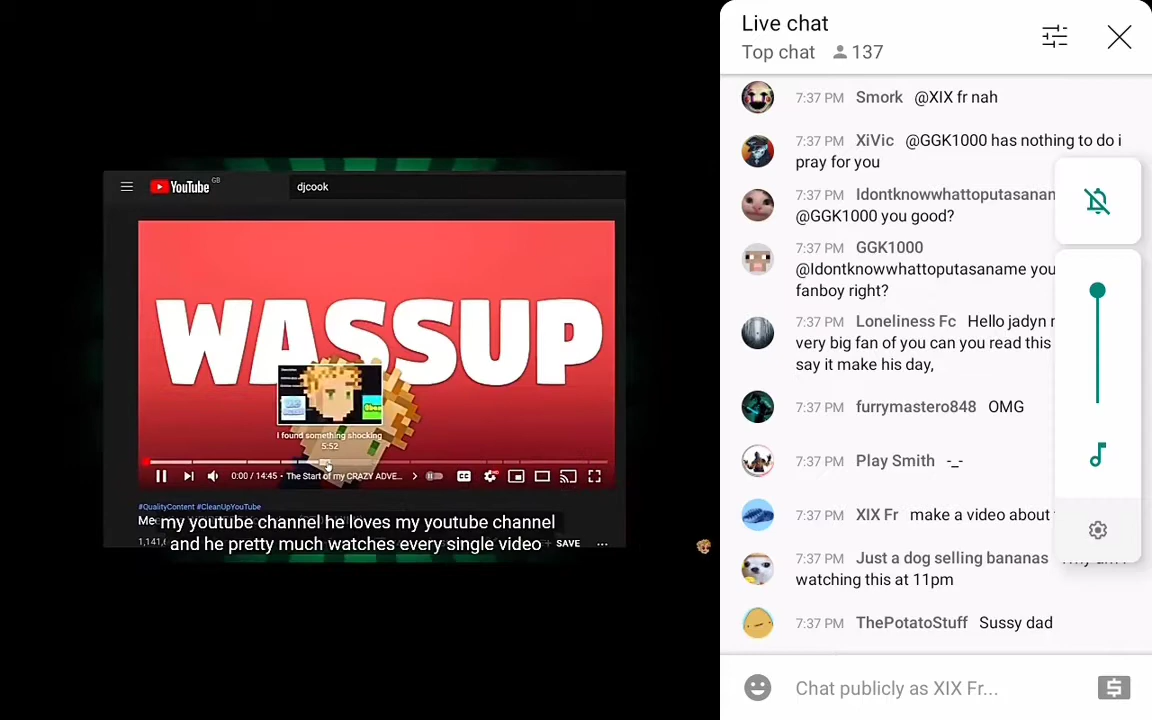 YouTube GB
djcook
WASSUP
I found something shocking
5:52
0:00 / 14:45 • The Start of my CRAZY ADVE...
CC
#QualityContent #CleanUpYouTube
Me
my youtube channel he loves my youtube channel
1,141,
and he pretty much watches every single video
SAVE
Live chat
Top chat 137
7:37 PM Smork @XIX fr nah
7:37 PM XiVic @GGK1000 has nothing to do i
pray for you
7:37 PM Idontknowwhattoputasanam
@GGK1000 you good?
7:37 PM GGK1000
@Idontknowwhattoputasaname you
fanboy right?
7:37 PM Loneliness Fc Hello jadyn
very big fan of you can you read this
say it make his day,
7:37 PM furrymastero848 OMG
7:37 PM Play Smith -_-
7:37 PM XIX Fr make a video about
7:37 PM Just a dog selling bananas
watching this at 11pm
7:37 PM ThePotatoStuff Sussy dad
Chat publicly as XIX Fr...